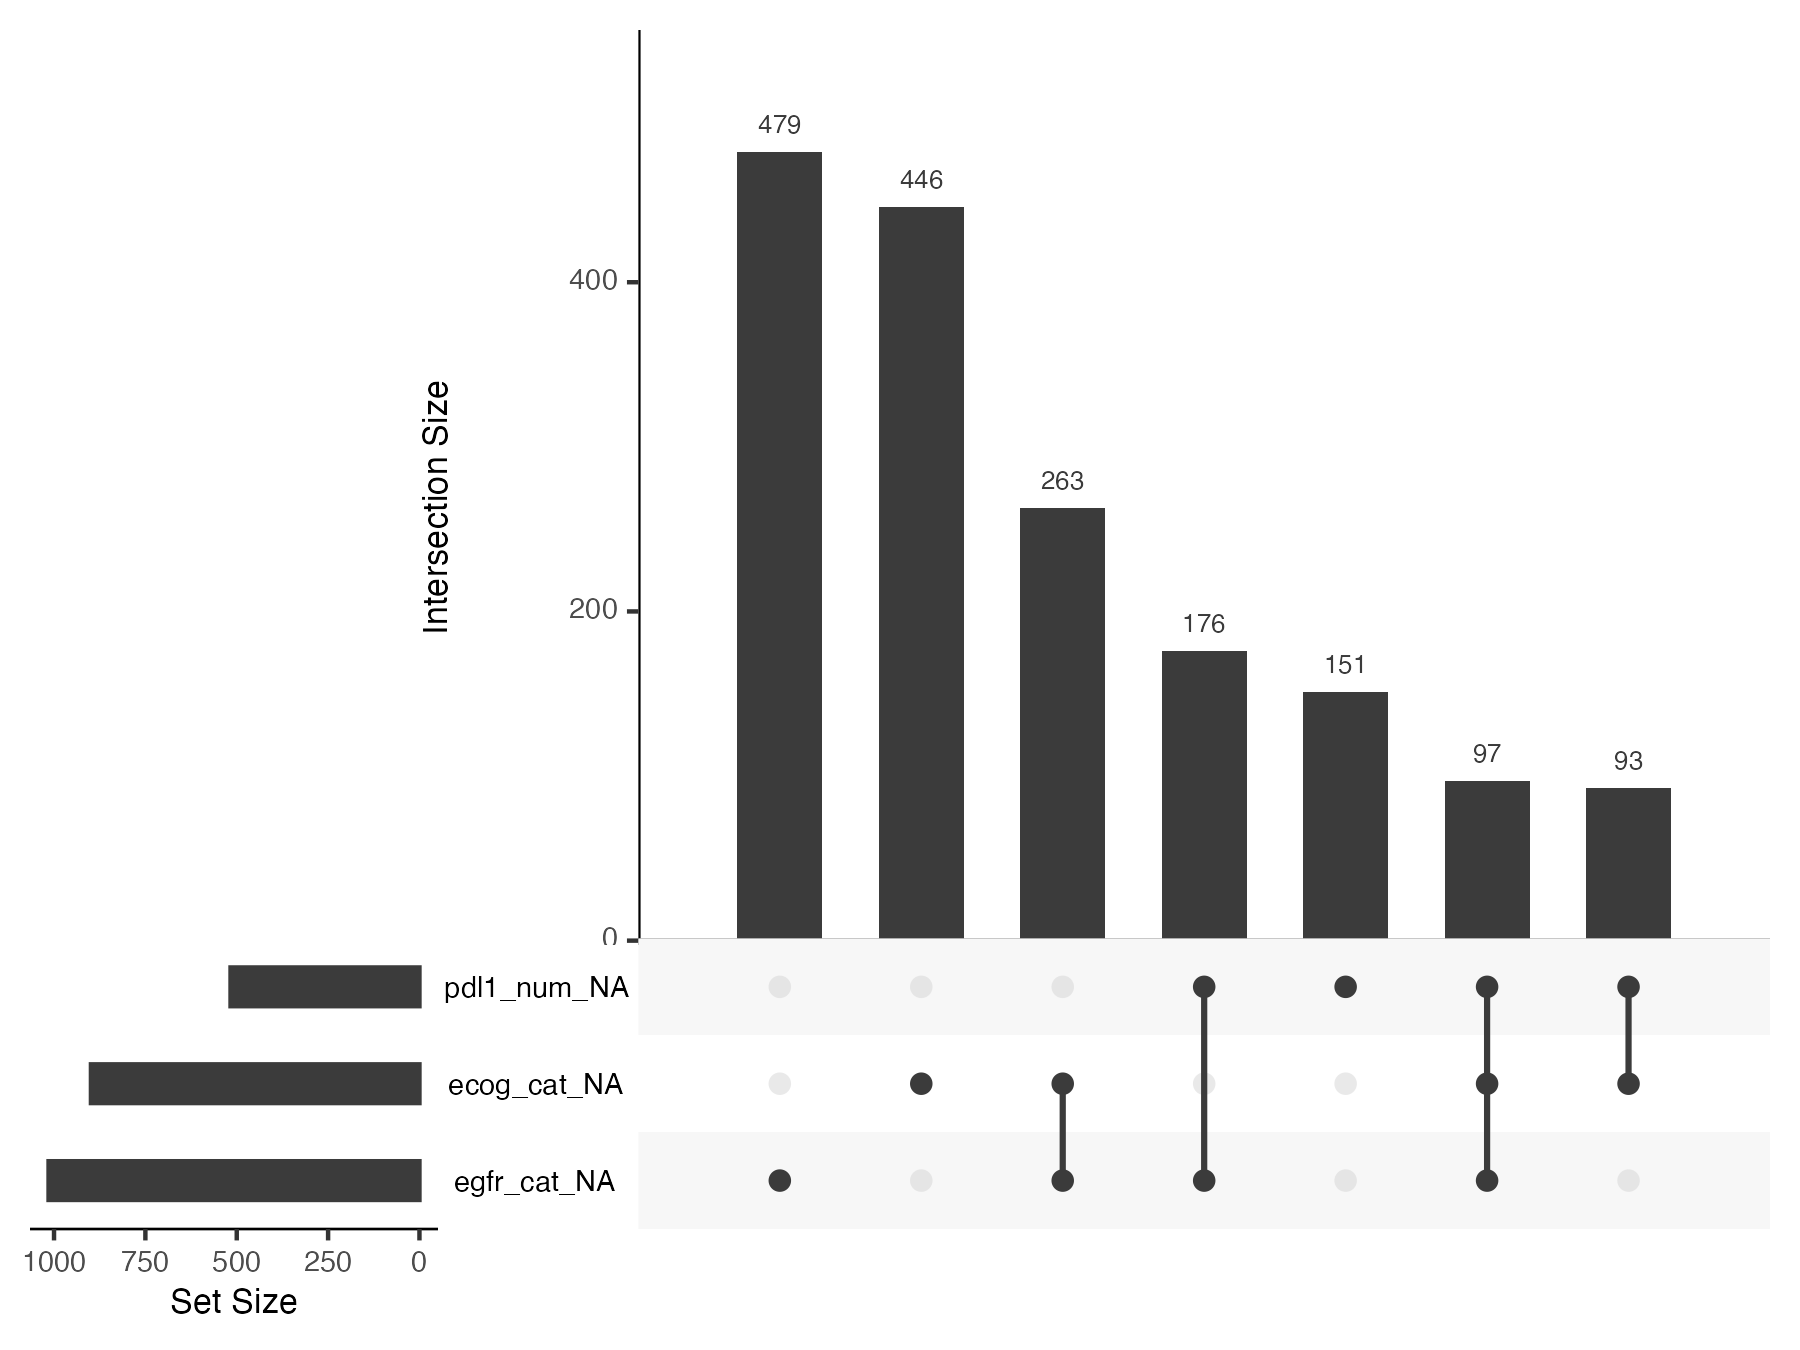 479
446
400
Intersection Size
263
200
176
151
97
93
0
pdl1_num_NA
ecog_cat_NA
egfr_cat_NA
1000 750 500 250 0
Set Size